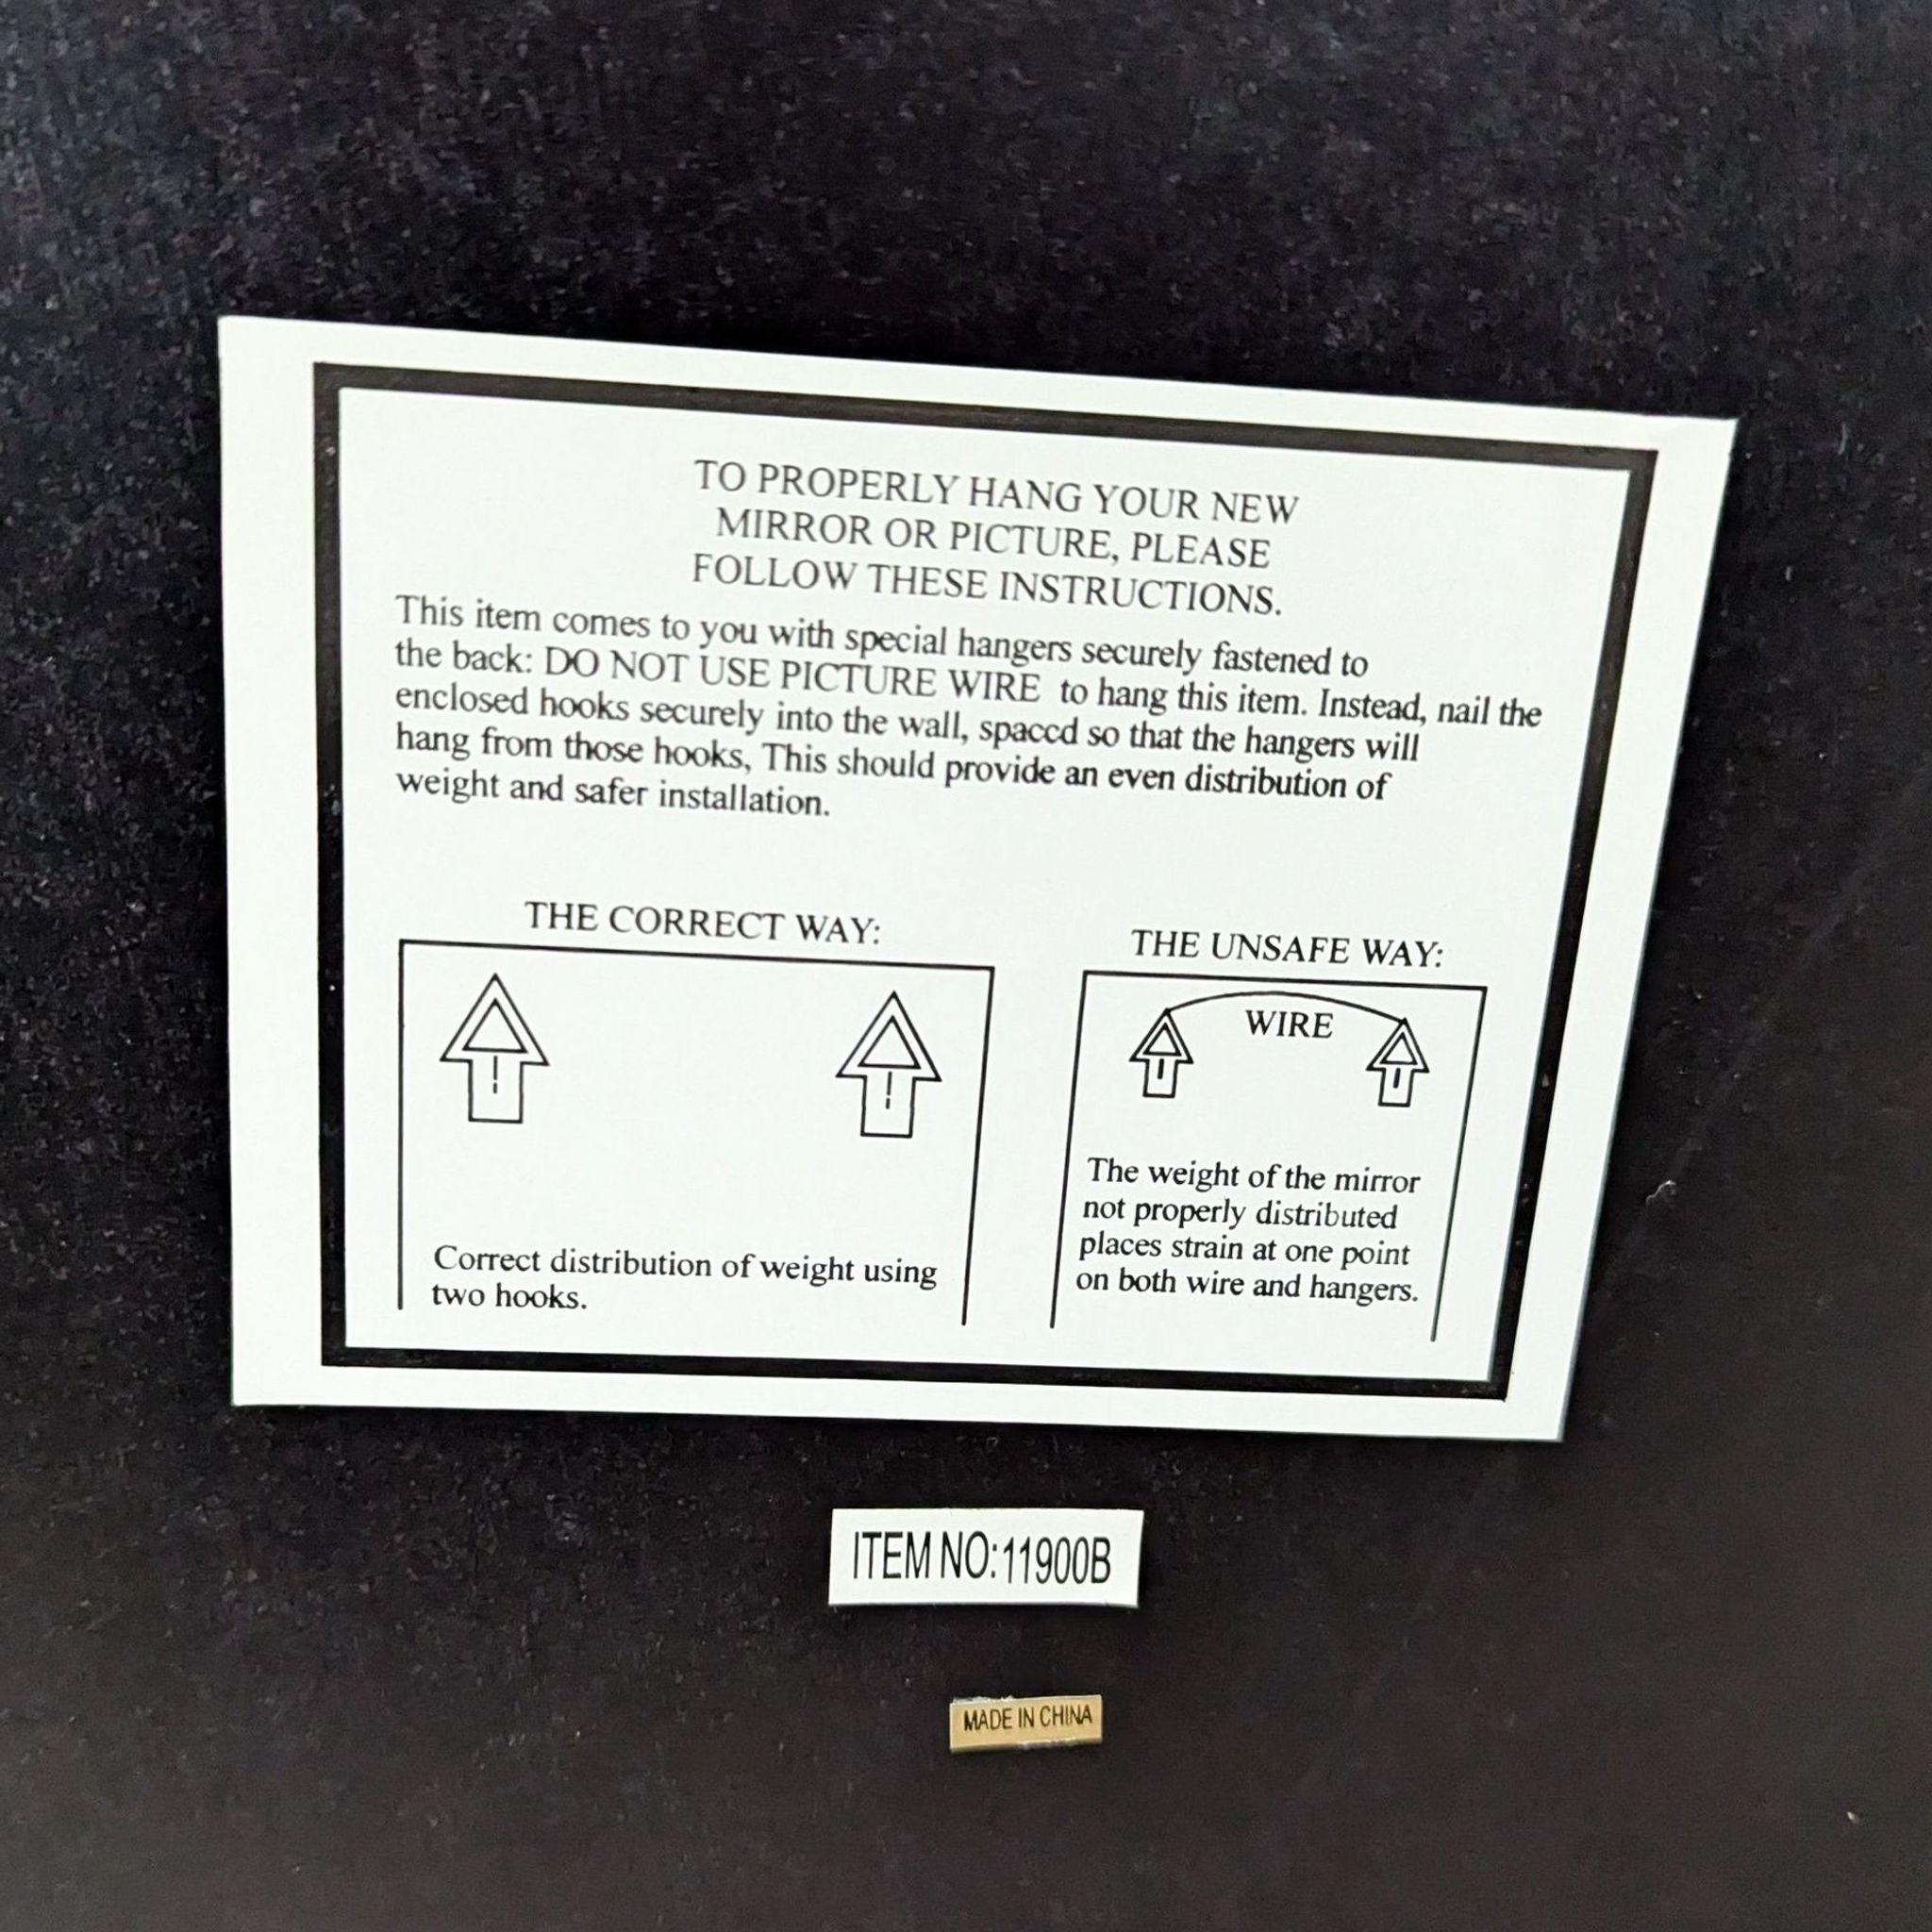 TO PROPERLY HANG YOUR NEW
MIRROR OR PICTURE, PLEASE
FOLLOW THESE INSTRUCTIONS.
This item comes to you with special hangers securely fastened to
the back: DO NOT USE PICTURE WIRE to hang this item. Instead, nail the
enclosed hooks securely into the wall, spaccd so that the hangers will
hang from those hooks, This should provide an even distribution of
weight and safer installation.
THE CORRECT WAY:
Correct distribution of weight using
two hooks.
THE UNSAFE WAY:
WIRE
The weight of the mirror
not properly distributed
places strain at one point
on both wire and hangers.
ITEM NO:11900B
MADE IN CHINA